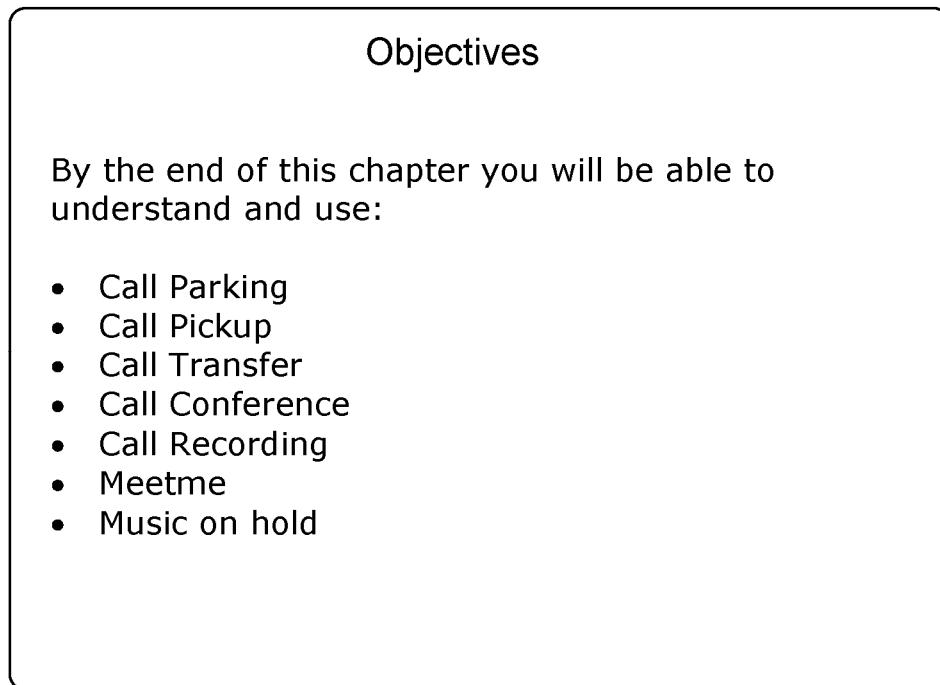 Objectives
By the end of this chapter you will be able to
understand and use:
• Call Parking
• Call Pickup
• Call Transfer
• Call Conference
• Call Recording
• Meetme
• Music on hold